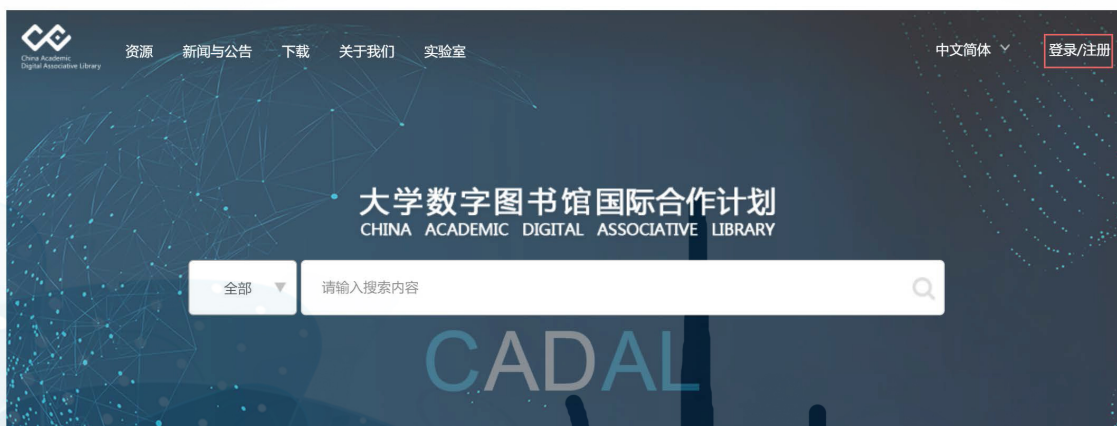 China Academic
Digital Associative Library
资源 新闻与公告 下载 关于我们 实验室 中文简体 登录/注册
大学数字图书馆国际合作计划
CHINA ACADEMIC DIGITAL ASSOCIATIVE LIBRARY
全部 请输入搜索内容
CADAL